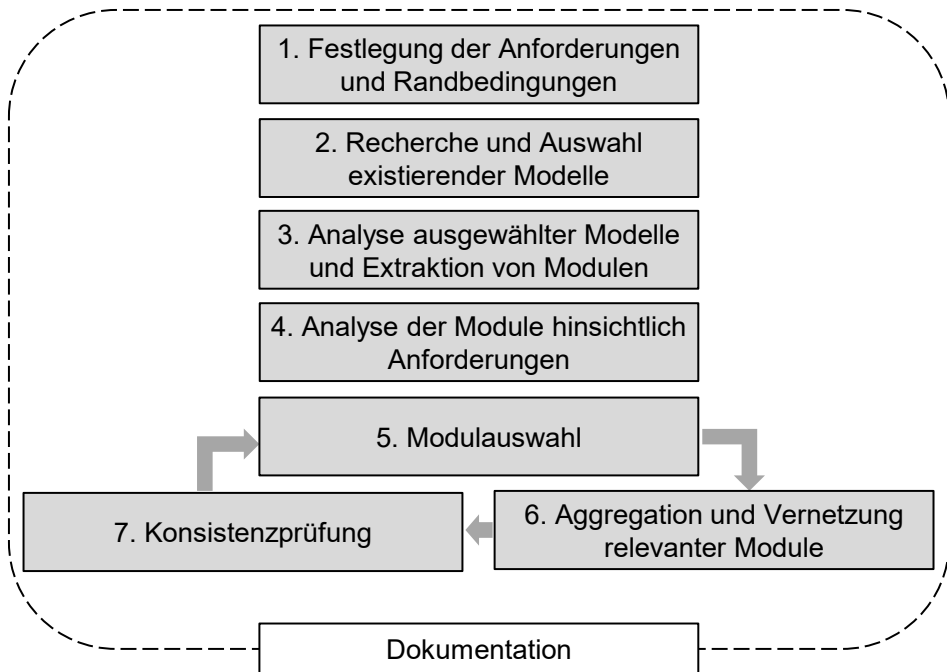 1. Festlegung der Anforderungen
und Randbedingungen
2. Recherche und Auswahl
existierender Modelle
3. Analyse ausgewählter Modelle
und Extraktion von Modulen
4. Analyse der Module hinsichtlich
Anforderungen
5. Modulauswahl
7. Konsistenzprüfung
6. Aggregation und Vernetzung
relevanter Module
Dokumentation